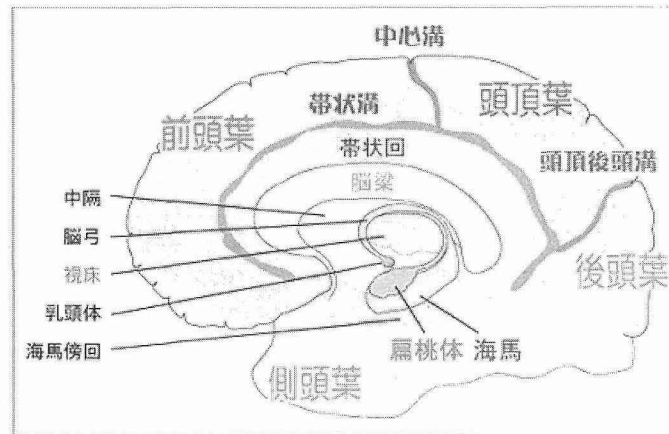 中心溝
頭頂葉
帯状溝
前頭葉
帯状回
頭頂後頭溝
脳梁
中隔
脳弓
視床
後頭葉
乳頭体
海馬傍回
扁桃体
海馬
側頭葉